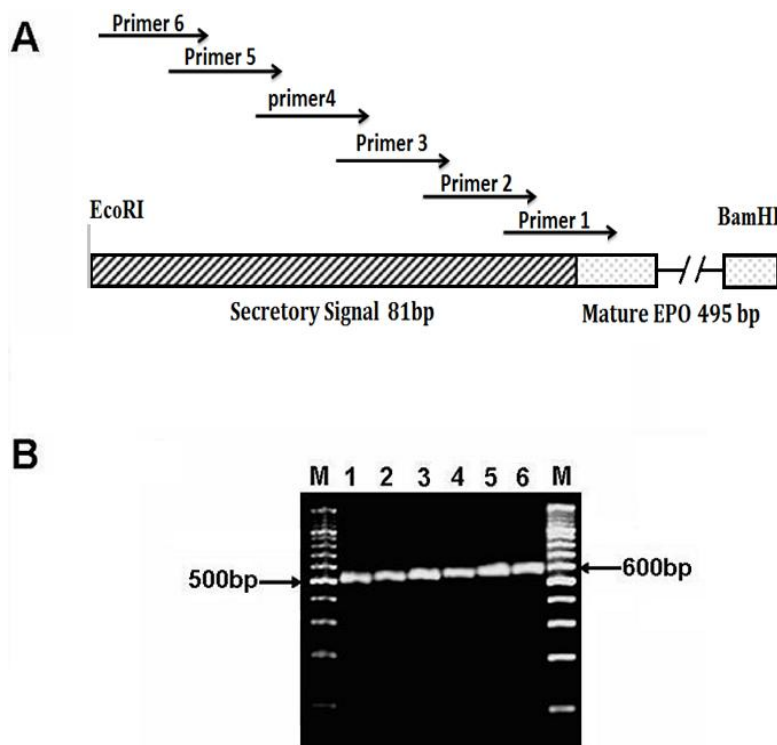 A
Primer 6
Primer 5
primer4
Primer 3
Primer 2
Primer 1
EcoRI
BamHI
Secretory Signal 81bp
Mature EPO 495 bp
B
M 1 2 3 4 5 6 M
500bp
600bp